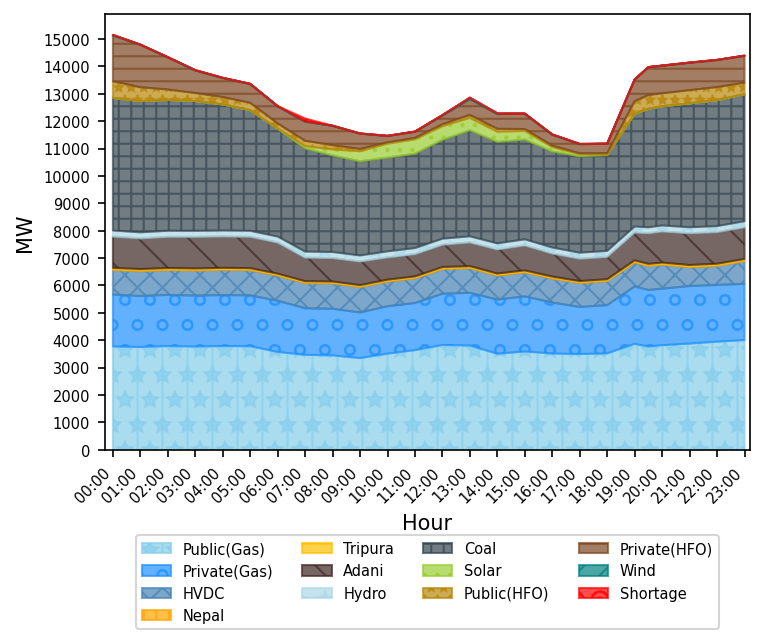 15000
14000
13000
12000
11000
10000
9000
8000
7000
6000
5000
4000
3000
2000
1000
0
MW
00:00 01:00 02:00 03:00 04:00 05:00 06:00 07:00 08:00 09:00 10:00 11:00 12:00 13:00 14:00 15:00 16:00 17:00 18:00 19:00 20:00 21:00 22:00 23:00
Hour
Public(Gas) Tripura Coal Private(HFO)
Private(Gas) Adani Solar Wind
HVDC Hydro Public(HFO) Shortage
Nepal